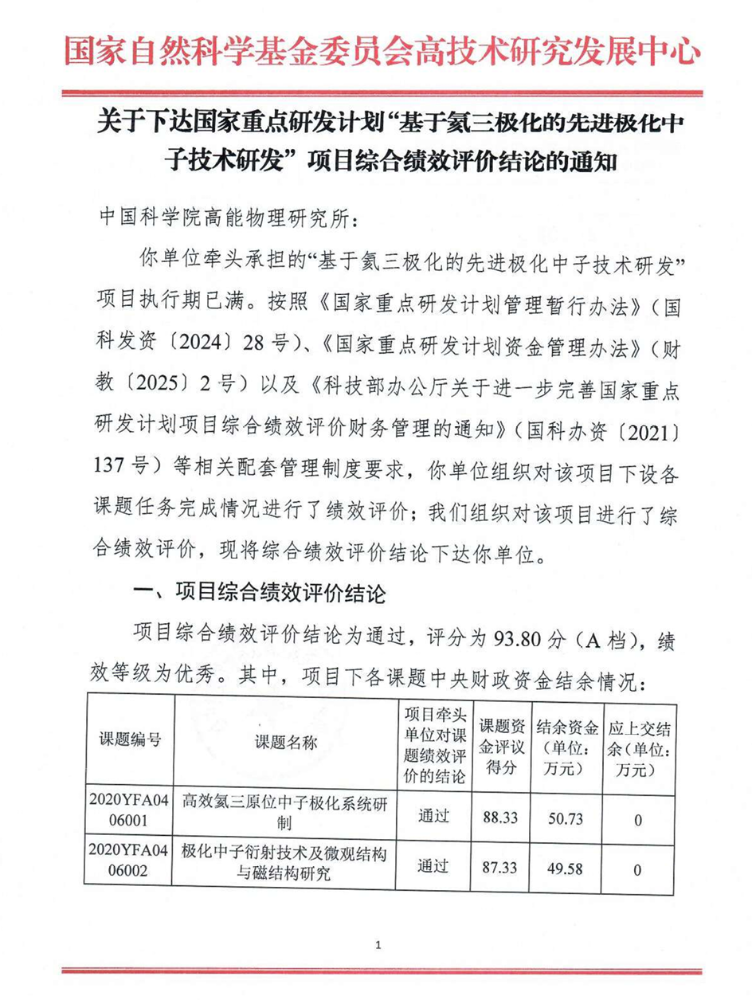 国家自然科学基金委员会高技术研究发展中心
关于下达国家重点研发计划“基于氦三极化的先进极化中
子技术研发”项目综合绩效评价结论的通知
中国科学院高能物理研究所：
你单位牵头承担的“基于氦三极化的先进极化中子技术研发”
项目执行期已满。按照《国家重点研发计划管理暂行办法》（国
科发资〔2024〕28 号）、《国家重点研发计划资金管理办法》（财
教〔2025〕2 号）以及《科技部办公厅关于进一步完善国家重点
研发计划项目综合绩效评价财务管理的通知》（国科办资〔2021〕
137 号）等相关配套管理制度要求，你单位组织对该项目下设各
课题任务完成情况进行了绩效评价；我们组织对该项目进行了综
合绩效评价，现将综合绩效评价结论下达你单位。
一、项目综合绩效评价结论
项目综合绩效评价结论为通过，评分为 93.80 分（A 档），绩
效等级为优秀。其中，项目下各课题中央财政资金结余情况：
课题编号
课题名称
项目牵头
单位对课
题绩效评
价的结论
课题资
金评议
得分
结余资金
（单位：
万元）
应上交结
余（单位：
万元）
2020YFA04
06001
高效氦三原位中子极化系统研
制
通过
88.33
50.73
0
2020YFA04
06002
极化中子衍射技术及微观结构
与磁结构研究
通过
87.33
49.58
0
1